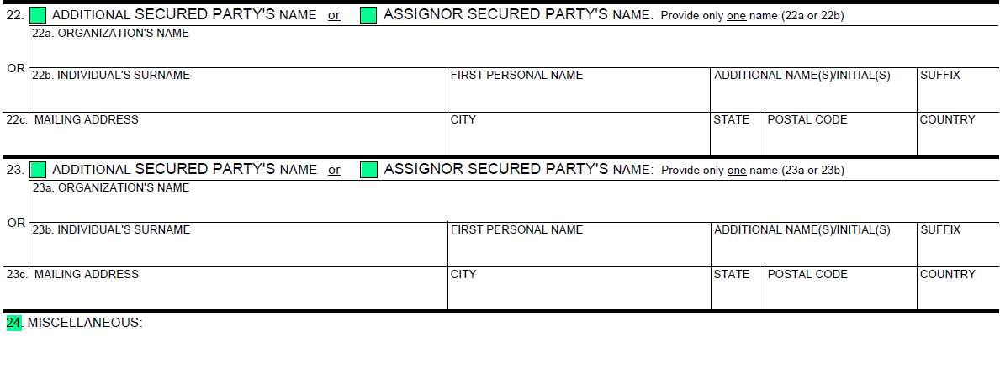 22. ADDITIONAL SECURED PARTY'S NAME or ASSIGNOR SECURED PARTY'S NAME: Provide only one name (22a or 22b)
22a. ORGANIZATION'S NAME
OR
22b. INDIVIDUAL'S SURNAME FIRST PERSONAL NAME ADDITIONAL NAME(S)/INITIAL(S) SUFFIX
22c. MAILING ADDRESS CITY STATE POSTAL CODE COUNTRY
23. ADDITIONAL SECURED PARTY'S NAME or ASSIGNOR SECURED PARTY'S NAME: Provide only one name (23a or 23b)
23a. ORGANIZATION'S NAME
OR
23b. INDIVIDUAL'S SURNAME FIRST PERSONAL NAME ADDITIONAL NAME(S)/INITIAL(S) SUFFIX
23c. MAILING ADDRESS CITY STATE POSTAL CODE COUNTRY
24. MISCELLANEOUS: